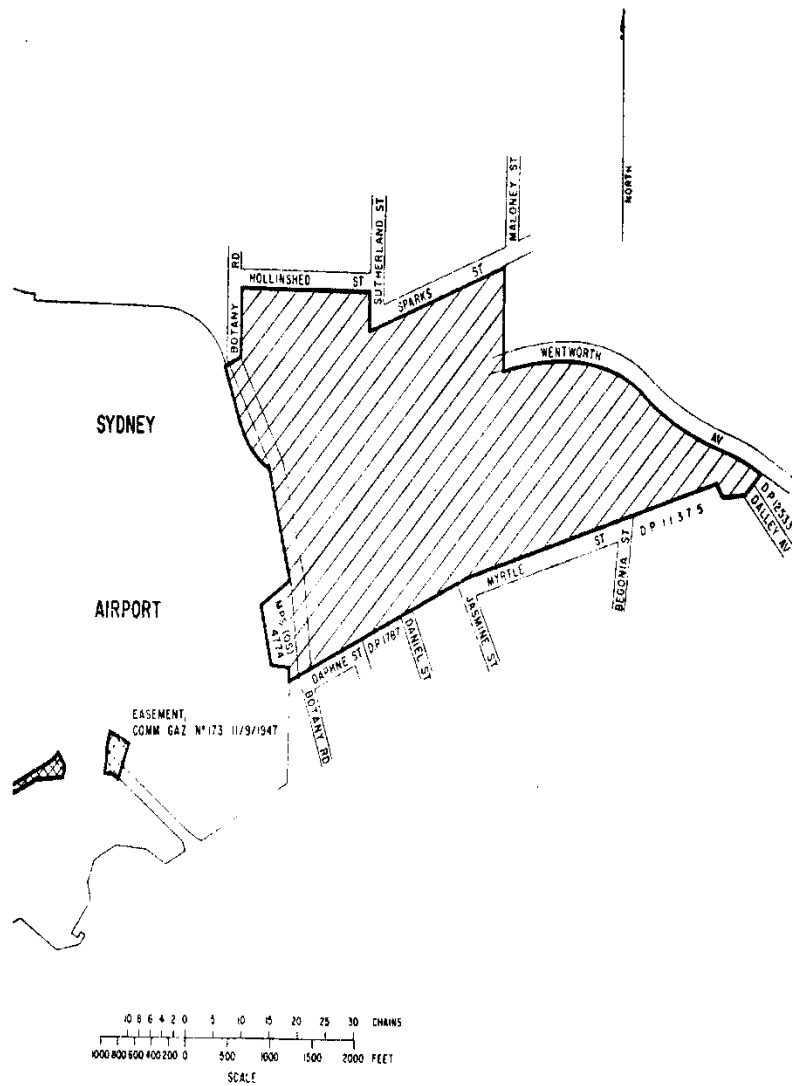 NORTH
MALONEY ST
SUTHERLAND ST
BOTANY RD
HOLLINSHED ST
SPARKS ST
WENTWORTH AV
SYDNEY
D.P. 12533
DALLEY AV
D.P. 11375
BEGONIA ST
MYRTLE ST
JASMINE ST
AIRPORT
M.P.S. (O.S)
4774
DAPHNE ST
D.P. 1787
DANIEL ST
BOTANY RD
EASEMENT,
COMM GAZ Nº 173 11/9/1947
10 8 6 4 2 0 5 10 15 20 25 30 CHAINS
1000 800 600 400 200 0 500 1000 1500 2000 FEET
SCALE